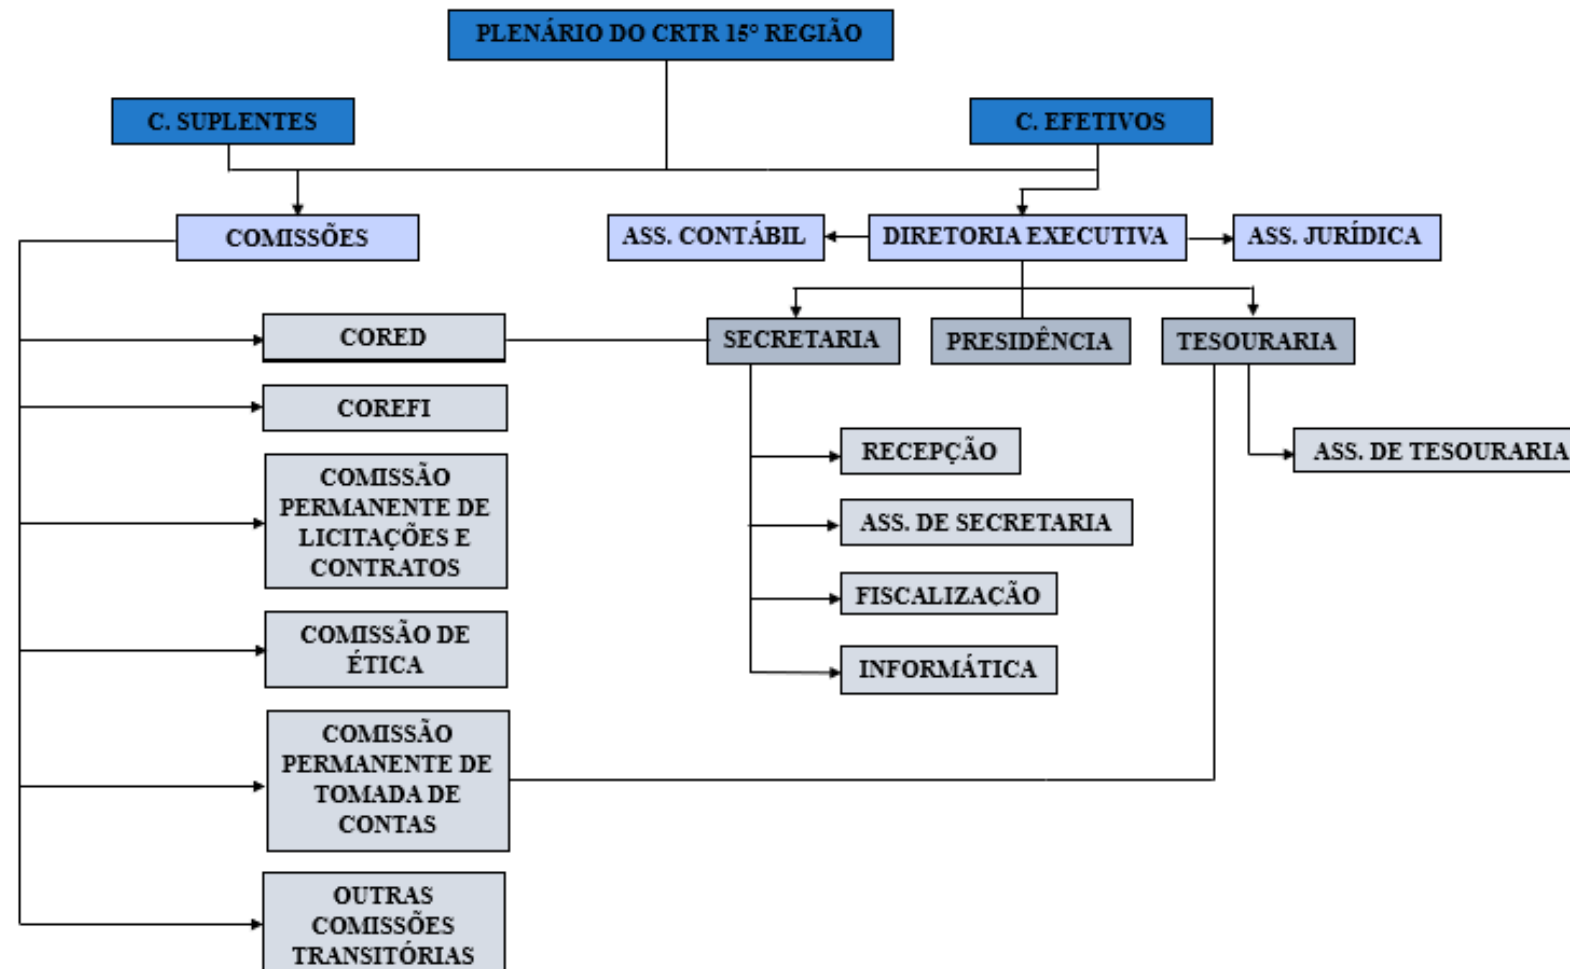 PLENÁRIO DO CRTR 15° REGIÃO
C. SUPLENTES
C. EFETIVOS
COMISSÕES
ASS. CONTÁBIL
DIRETORIA EXECUTIVA
ASS. JURÍDICA
CORED
SECRETARIA
PRESIDÊNCIA
TESOURARIA
COREFI
RECEPÇÃO
ASS. DE TESOURARIA
COMISSÃO
PERMANENTE DE
LICITAÇÕES E
CONTRATOS
ASS. DE SECRETARIA
FISCALIZAÇÃO
COMISSÃO DE
ÉTICA
INFORMÁTICA
COMISSÃO
PERMANENTE DE
TOMADA DE
CONTAS
OUTRAS
COMISSÕES
TRANSITÓRIAS